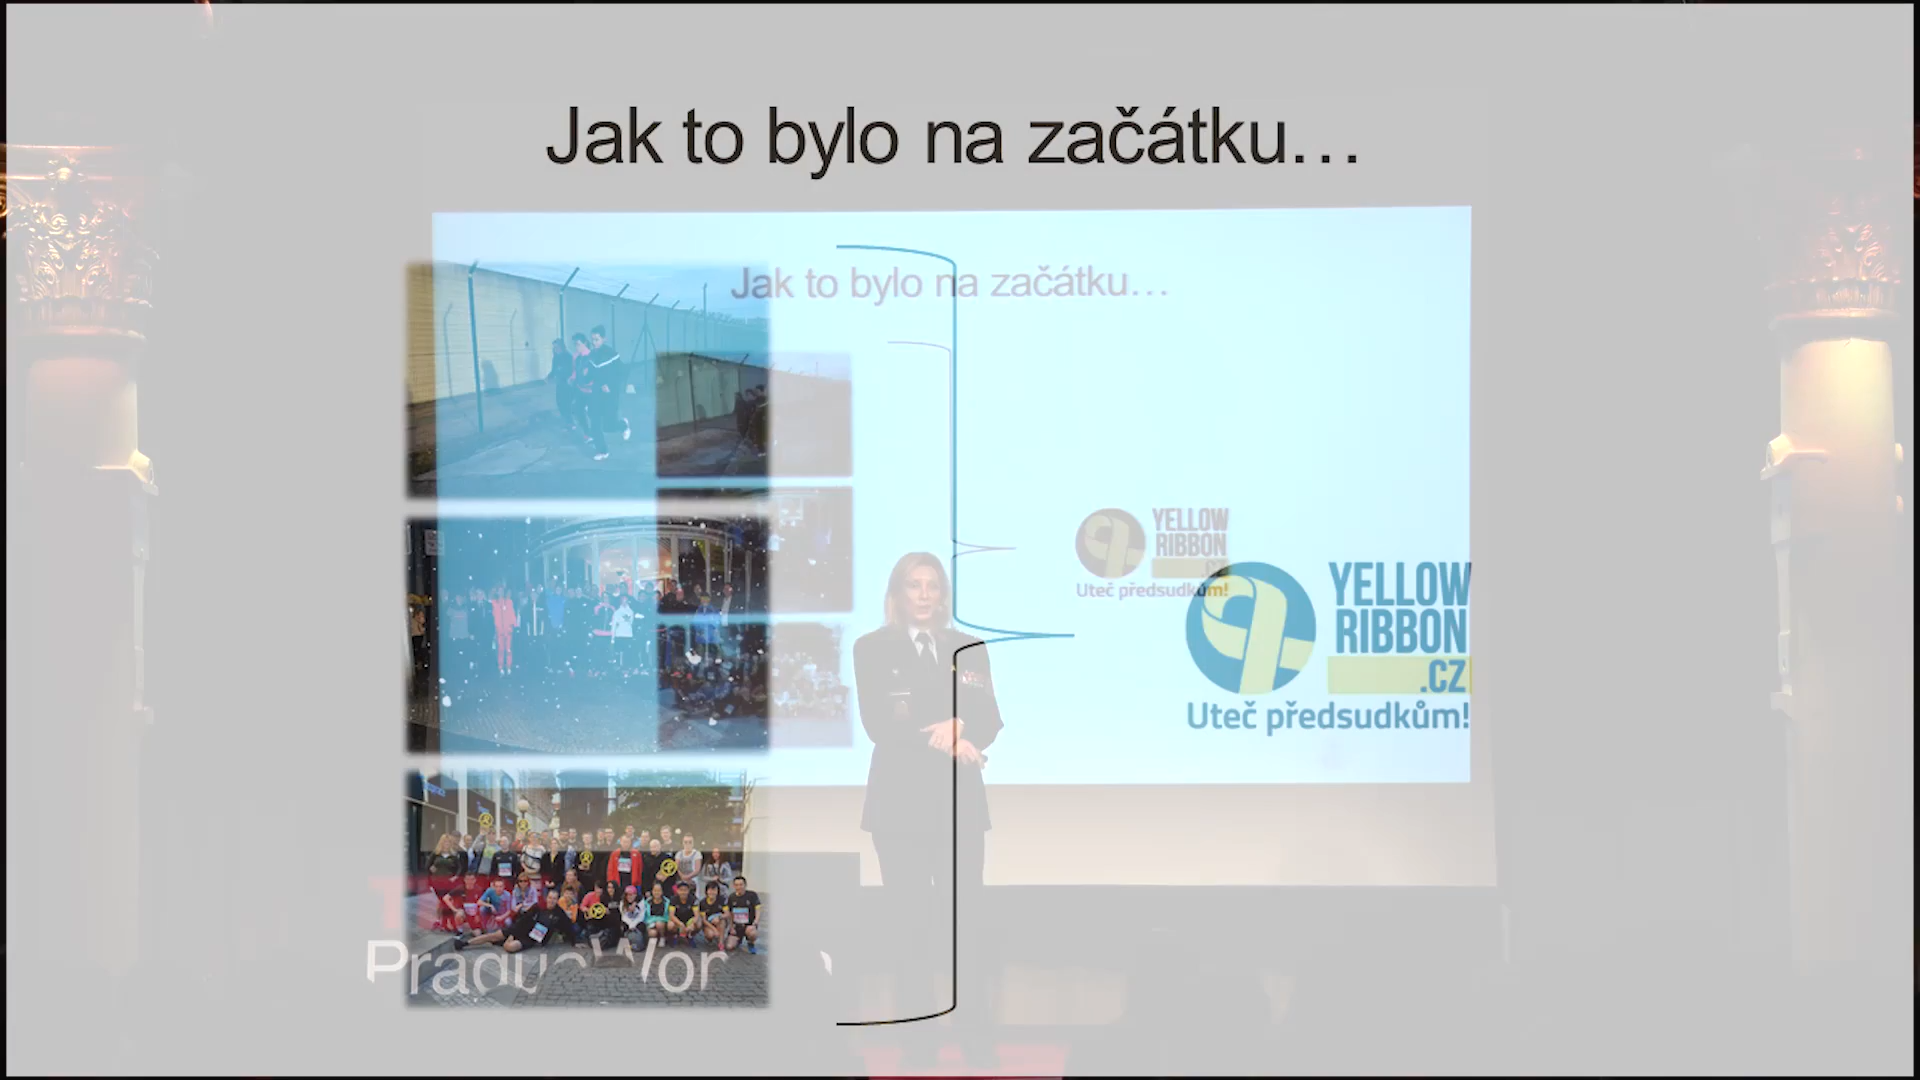 Jak to bylo na začátku…
Jak to bylo na začátku…
YELLOW
RIBBON
Uteč předsudkům!
YELLOW
RIBBON
.CZ
Uteč předsudkům!